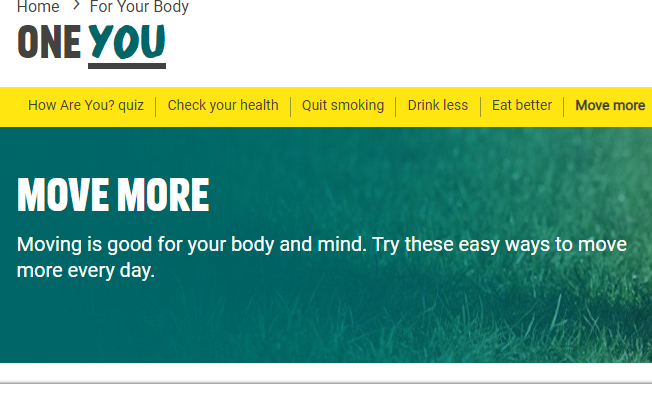 Home > For Your Body
ONE YOU
How Are You? quiz | Check your health | Quit smoking | Drink less | Eat better | Move more
MOVE MORE
Moving is good for your body and mind. Try these easy ways to move
more every day.